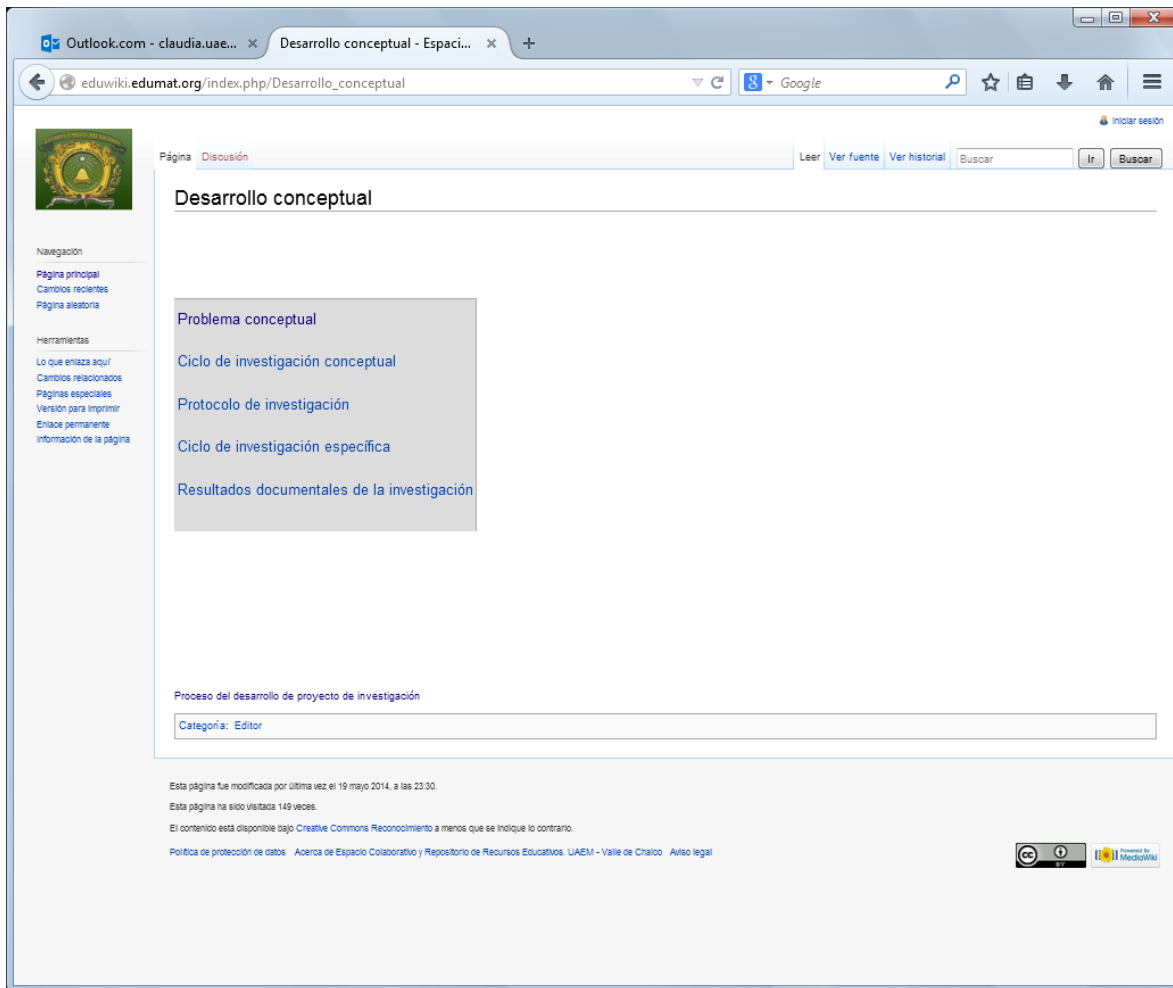 Outlook.com - claudia.uae...
Desarrollo conceptual - Espaci...
eduwiki.edumat.org/index.php/Desarrollo_conceptual
Google
Iniciar sesión
Página Discusión
Leer Ver fuente Ver historial Buscar Ir Buscar
Desarrollo conceptual
Navegación
Página principal
Cambios recientes
Página aleatoria
Herramientas
Lo que enlaza aquí
Cambios relacionados
Páginas especiales
Versión para imprimir
Enlace permanente
Información de la página
Problema conceptual
Ciclo de investigación conceptual
Protocolo de investigación
Ciclo de investigación específica
Resultados documentales de la investigación
Proceso del desarrollo de proyecto de investigación
Categoría: Editor
Esta página fue modificada por última vez el 19 mayo 2014, a las 23:30.
Esta página ha sido visitada 149 veces.
El contenido está disponible bajo Creative Commons Reconocimiento a menos que se indique lo contrario.
Política de protección de datos Acerca de Espacio Colaborativo y Repositorio de Recursos Educativos. UAEM - Valle de Chalco Aviso legal
cc BY
Powered By
MediaWiki